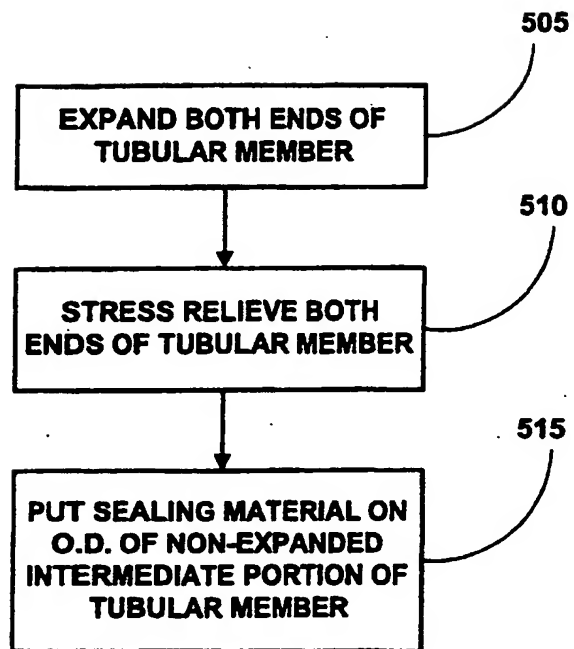 505
EXPAND BOTH ENDS OF
TUBULAR MEMBER
510
STRESS RELIEVE BOTH
ENDS OF TUBULAR MEMBER
515
PUT SEALING MATERIAL ON
O.D. OF NON-EXPANDED
INTERMEDIATE PORTION OF
TUBULAR MEMBER